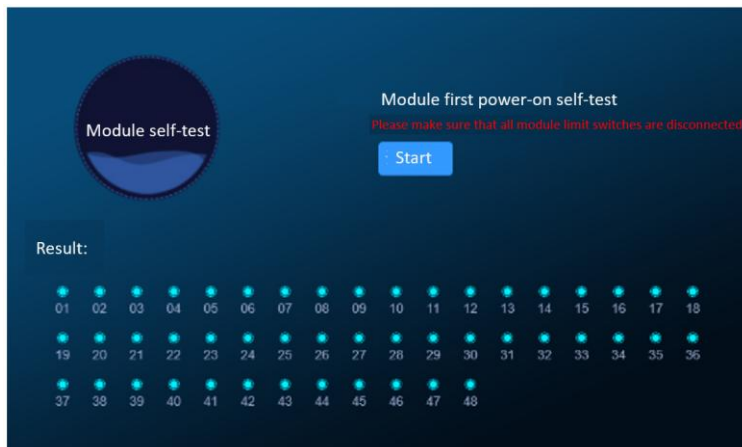 Module self-test
Module first power-on self-test
Please make sure that all module limit switches are disconnected
Start
Result:
01 02 03 04 05 06 07 08 09 10 11 12 13 14 15 16 17 18
19 20 21 22 23 24 25 26 27 28 29 30 31 32 33 34 35 36
37 38 39 40 41 42 43 44 45 46 47 48